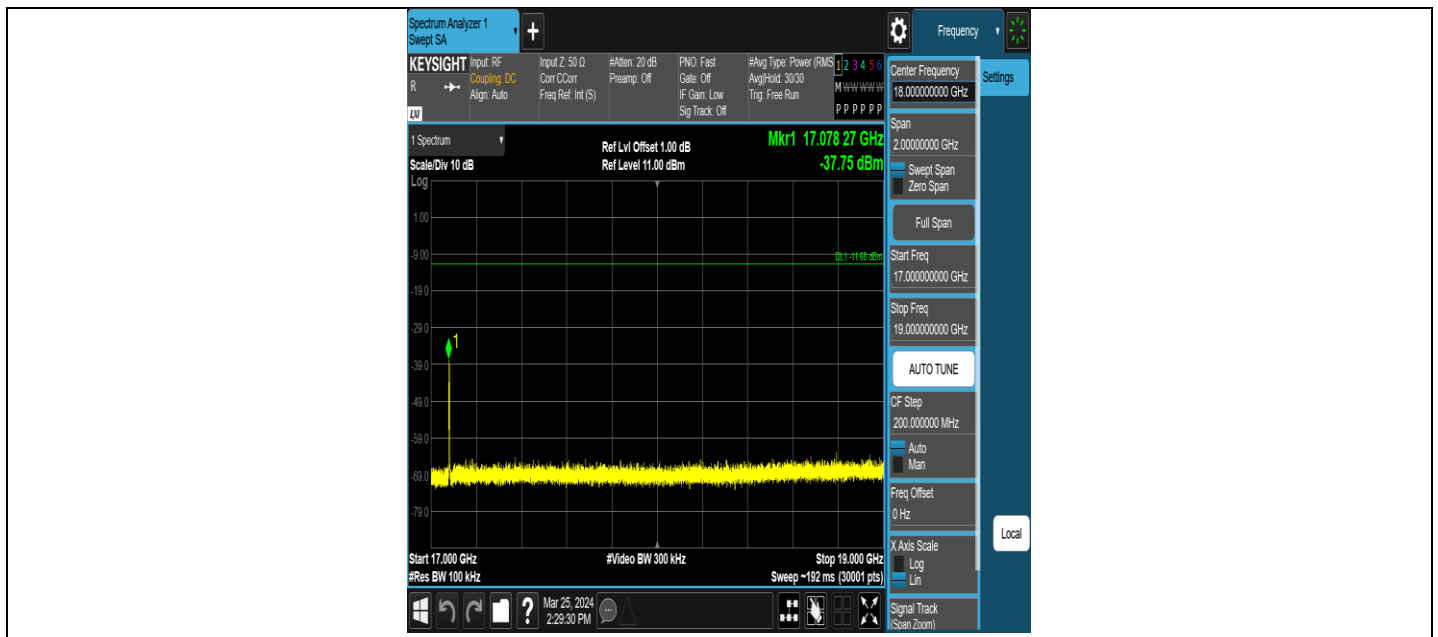 Spectrum Analyzer 1
Swept SA
+
Frequency
KEYSIGHT
R
LXI
Input: RF
Coupling: DC
Align: Auto
Input Z: 50 Ω
Corr CCorr
Freq Ref: Int (S)
#Atten: 20 dB
Preamp: Off
PNO: Fast
Gate: Off
IF Gain: Low
Sig Track: Off
#Avg Type: Power (RMS
Avg|Hold: 30/30
Trig: Free Run
1 2 3 4 5 6
M W W W W W
P P P P P P
1 Spectrum
Scale/Div 10 dB
Log
Ref Lvl Offset 1.00 dB
Ref Level 11.00 dBm
Mkr1 17.078 27 GHz
-37.75 dBm
1.00
-9.00
DL1 -11.68 dBm
-19.0
-29.0
1
-39.0
-49.0
-59.0
-69.0
-79.0
Start 17.000 GHz
#Video BW 300 kHz
Stop 19.000 GHz
#Res BW 100 kHz
Sweep ~192 ms (30001 pts)
?
Mar 25, 2024
2:29:30 PM
Center Frequency
18.000000000 GHz
Settings
Span
2.00000000 GHz
Swept Span
Zero Span
Full Span
Start Freq
17.000000000 GHz
Stop Freq
19.000000000 GHz
AUTO TUNE
CF Step
200.000000 MHz
Auto
Man
Freq Offset
0 Hz
X Axis Scale
Log
Lin
Local
Signal Track
(Span Zoom)